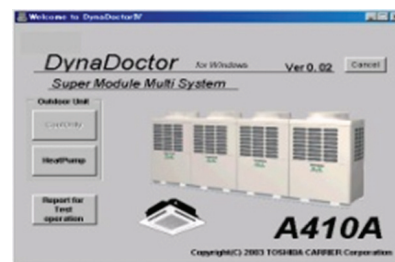 Welcome to DynaDoctorⅣ
DynaDoctor for Windows Ver 0.02 Cancel
Super Module Multi System
Outdoor Unit
CoolOnly
HeatPump
Report for
Test
operation
A410A
Copyright(C) 2003 TOSHIBA CARRIER Corporation